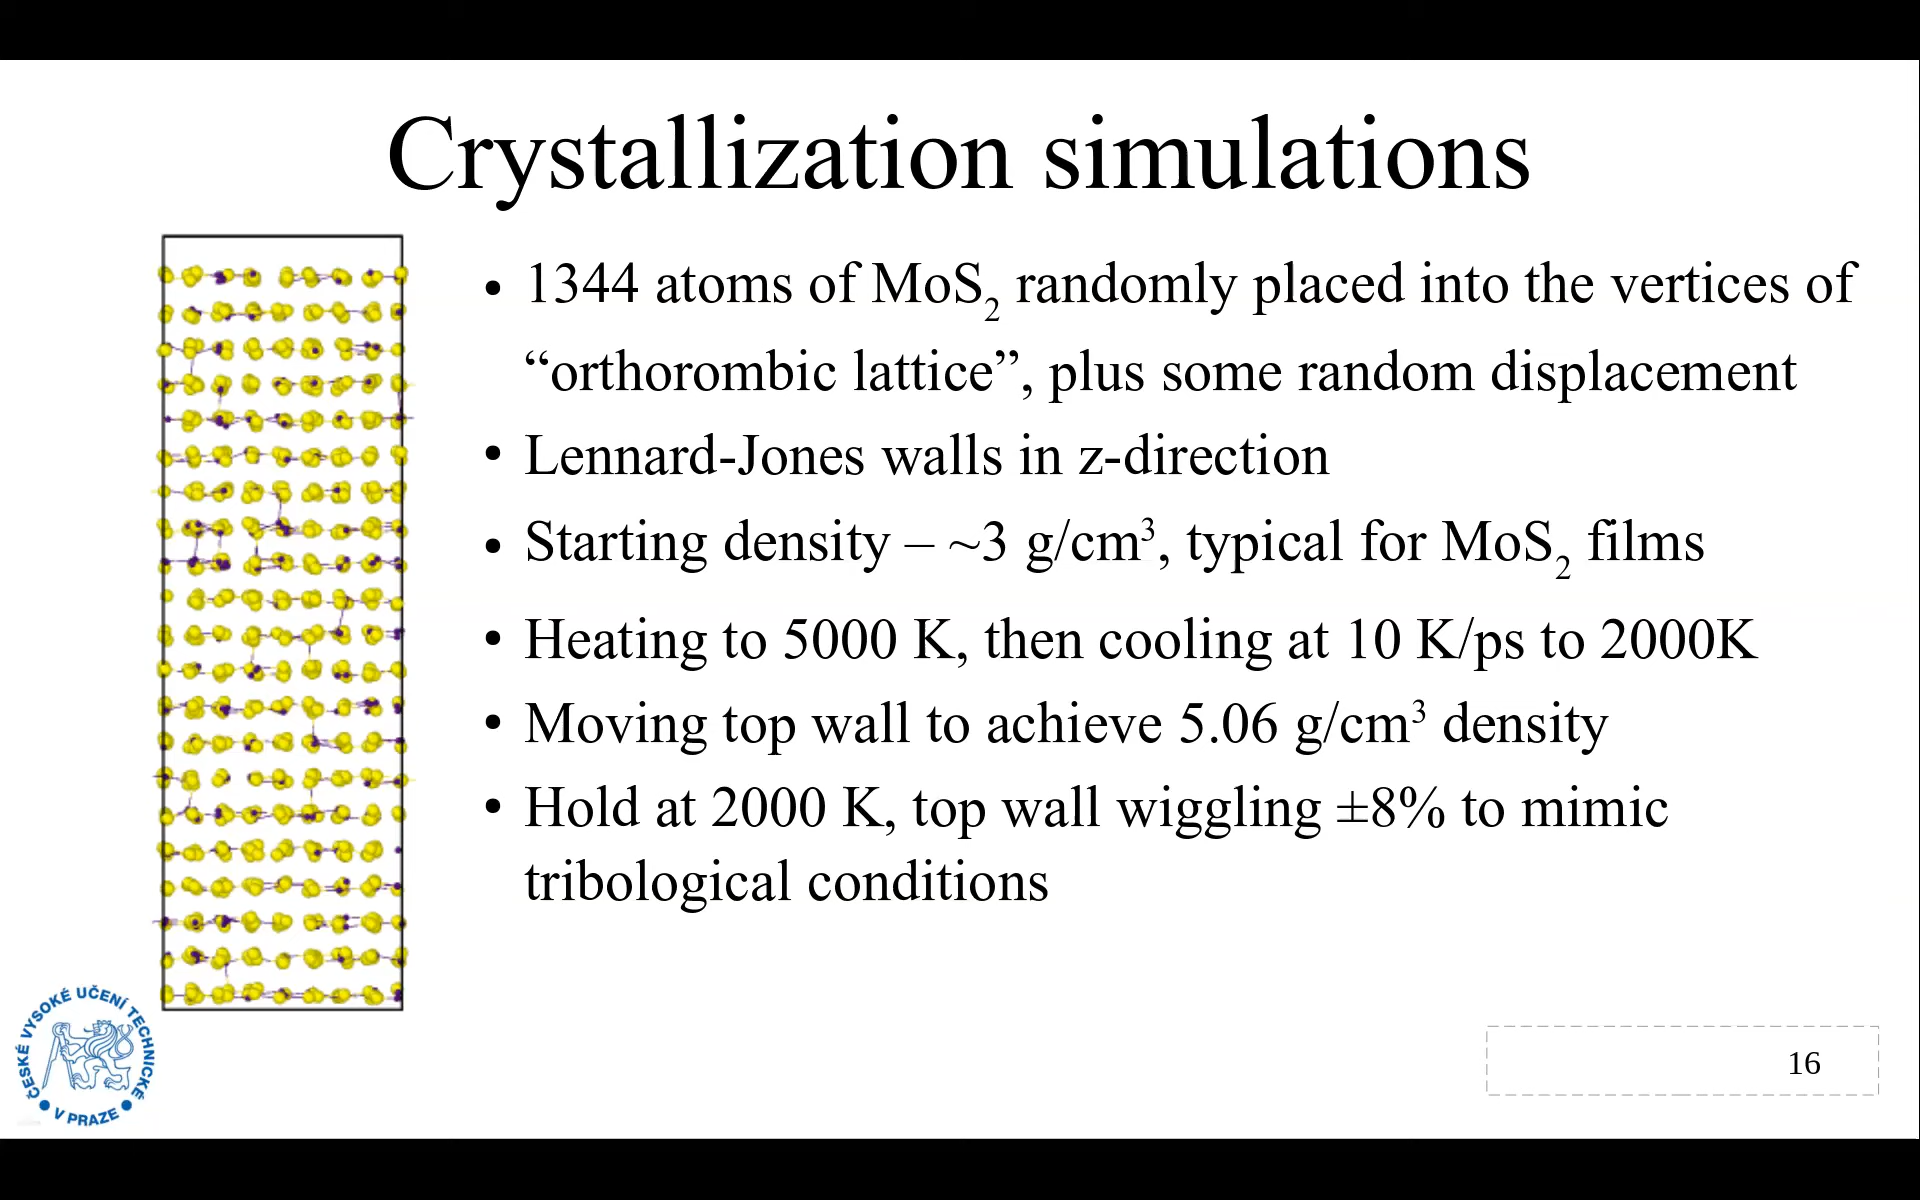 Crystallization simulations
• 1344 atoms of MoS₂ randomly placed into the vertices of
“orthorombic lattice”, plus some random displacement
• Lennard-Jones walls in z-direction
• Starting density – ~3 g/cm³, typical for MoS₂ films
• Heating to 5000 K, then cooling at 10 K/ps to 2000K
• Moving top wall to achieve 5.06 g/cm³ density
• Hold at 2000 K, top wall wiggling ±8% to mimic
tribological conditions
ČESKÉ VYSOKÉ UČENÍ TECHNICKÉ
V PRAZE
16